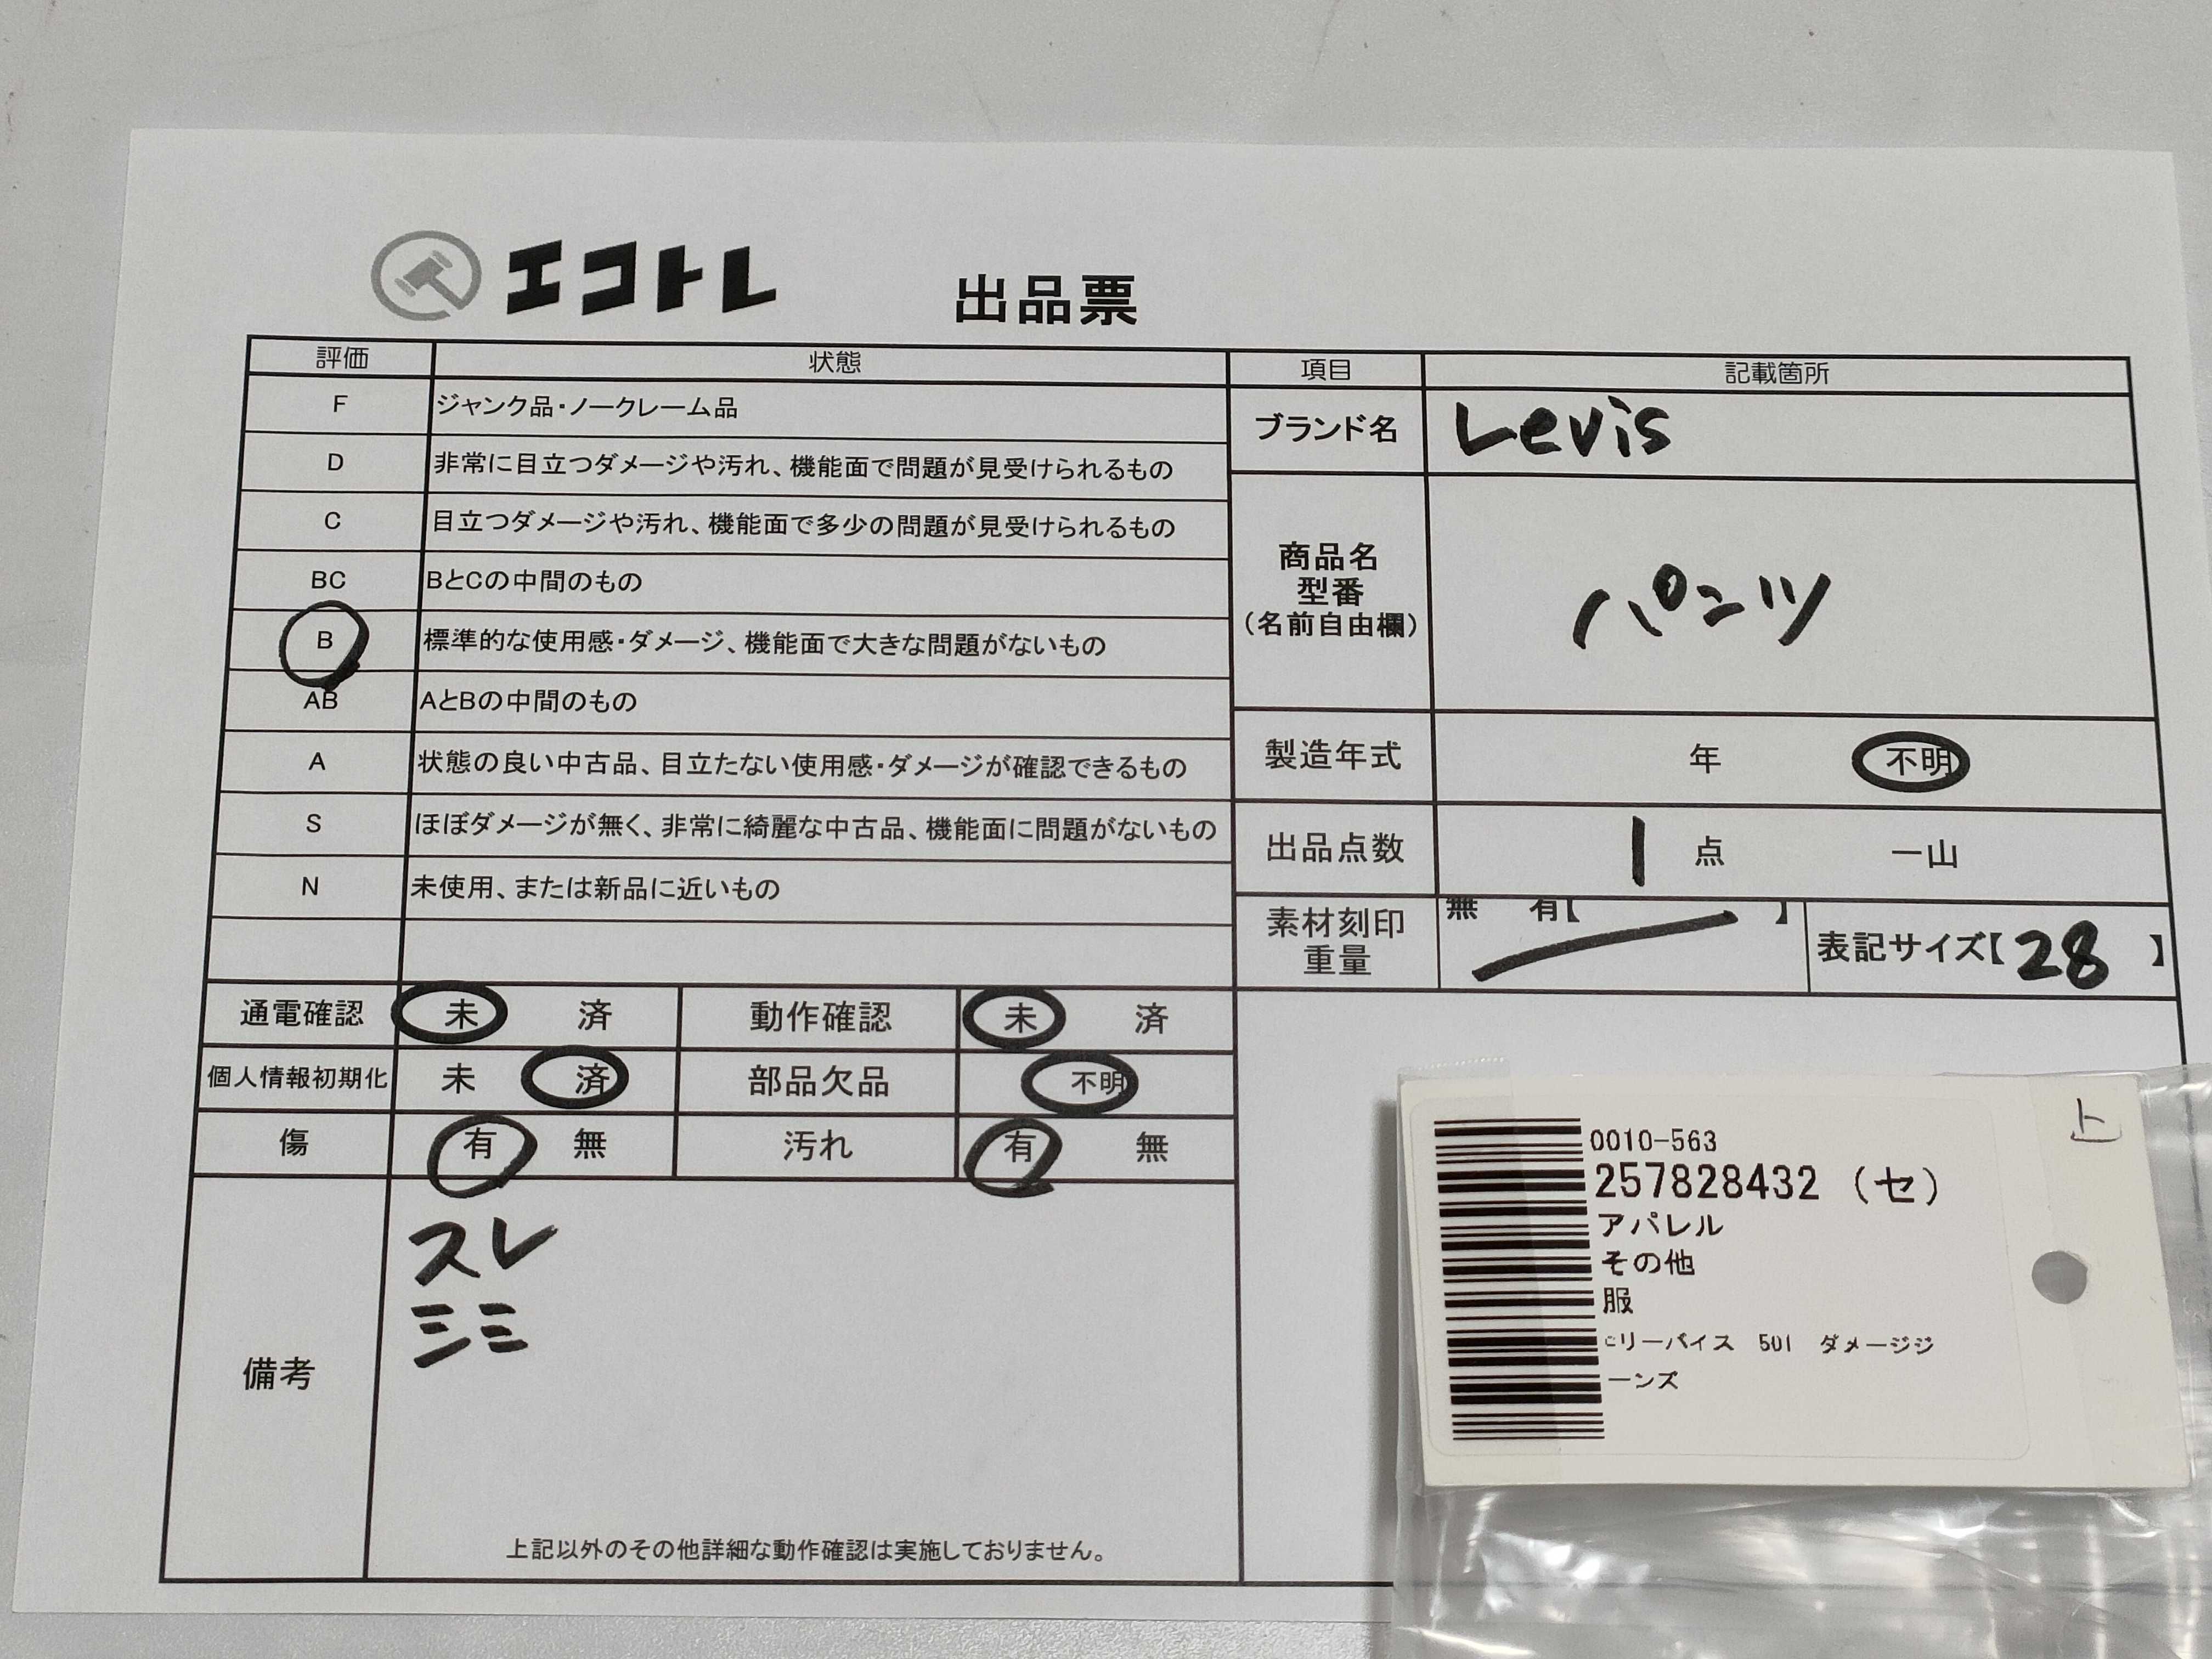 エコトレ
出品票
評価 状態
F ジャンク品・ノークレーム品
D 非常に目立つダメージや汚れ、機能面で問題が見受けられるもの
C 目立つダメージや汚れ、機能面で多少の問題が見受けられるもの
BC BとCの中間のもの
B 標準的な使用感・ダメージ、機能面で大きな問題がないもの
AB AとBの中間のもの
A 状態の良い中古品、目立たない使用感・ダメージが確認できるもの
S ほぼダメージが無く、非常に綺麗な中古品、機能面に問題がないもの
N 未使用、または新品に近いもの
項目 記載箇所
ブランド名 Levis
商品名
型番
(名前自由欄)
パンツ
製造年式 年 不明
出品点数 1 点 一山
素材刻印
重量
無 有【 】
表記サイズ【28 】
通電確認 未 済 動作確認 未 済
個人情報初期化 未 済 部品欠品 不明
傷 有 無 汚れ 有 無
備考
スレ
シミ
上記以外のその他詳細な動作確認は実施しておりません。
上
0010-563
257828432 (セ)
アパレル
その他
服
cリーバイス 501 ダメージジ
ーンズ